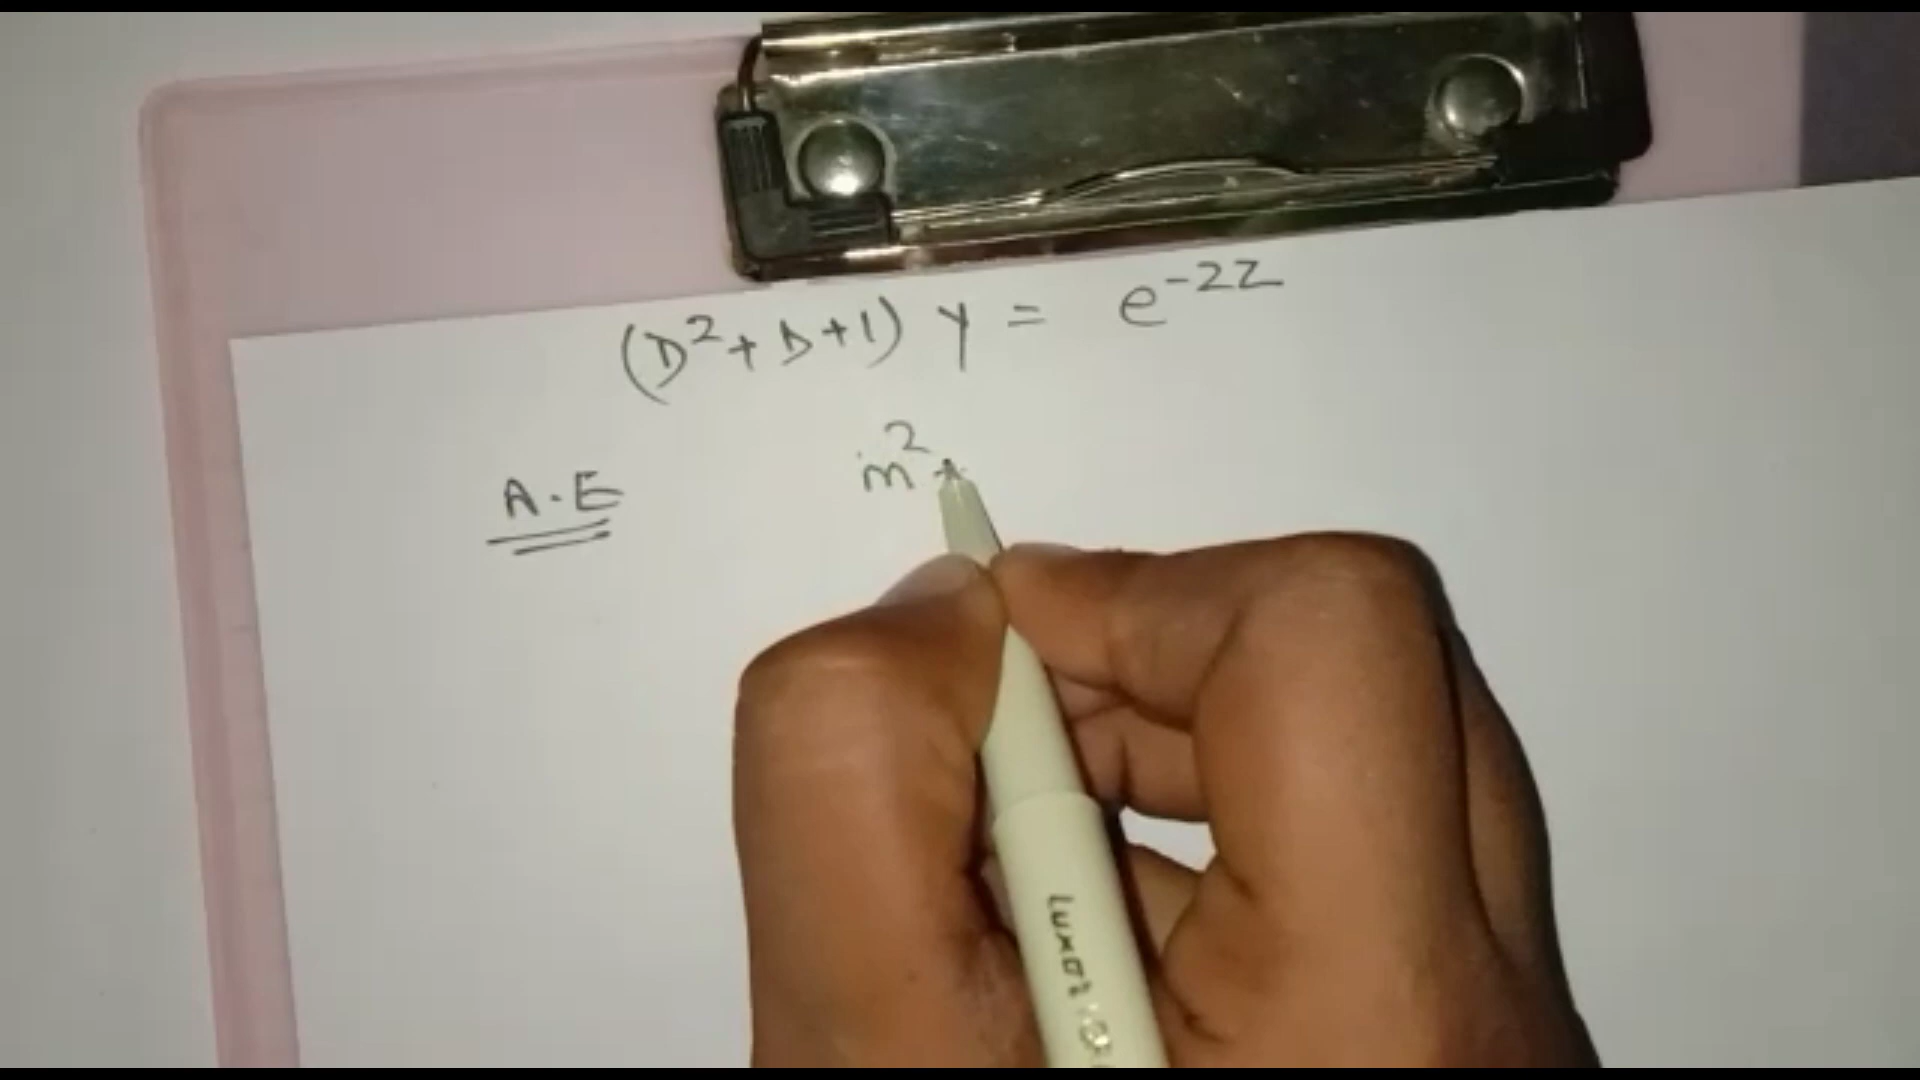 (D²+D+1) y = e^-2z
A.E m²+
Luxor